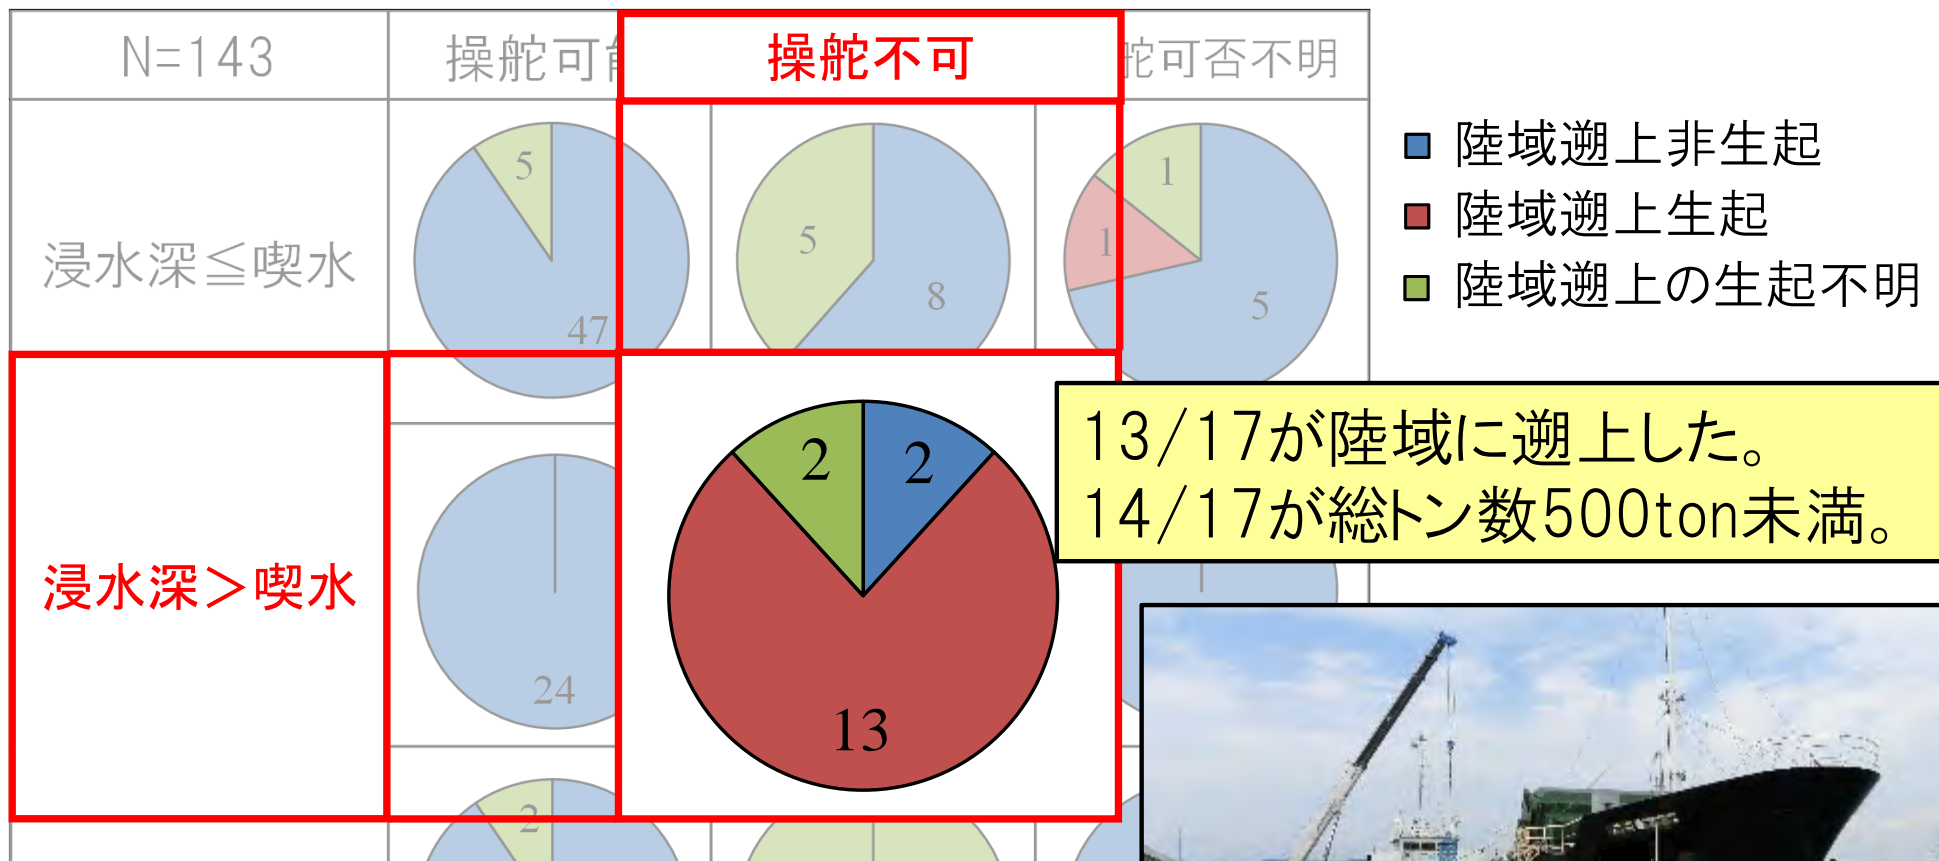 N=143
操舵可
操舵不可
舵可否不明
浸水深≦喫水
5
47
5
8
1
1
5
陸域遡上非生起
陸域遡上生起
陸域遡上の生起不明
浸水深＞喫水
24
2
2
13
13/17が陸域に遡上した。
14/17が総トン数500ton未満。
2